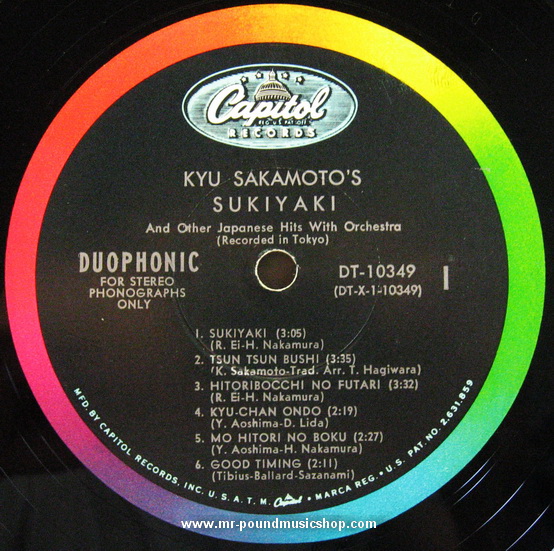 Capitol
REG. U.S. PAT. OFF.
RECORDS
KYU SAKAMOTO'S
SUKIYAKI
And Other Japanese Hits With Orchestra
(Recorded in Tokyo)
DUOPHONIC
FOR STEREO
PHONOGRAPHS
ONLY
DT-10349
(DT-X-1-10349)
1
1. SUKIYAKI (3:05)
(R. Ei-H. Nakamura)
2. TSUN TSUN BUSHI (3:35)
(K. Sakamoto-Trad. Arr. T. Hagiwara)
3. HITORIBOCCHI NO FUTARI (3:32)
(R. Ei-H. Nakamura)
4. KYU-CHAN ONDO (2:19)
(Y. Aoshima-D. Lida)
5. MO HITORI NO BOKU (2:27)
(Y. Aoshima-H. Nakamura)
6. GOOD TIMING (2:11)
(Tibius-Ballard-Sazanami)
MFD. BY CAPITOL RECORDS, INC. U.S.A. T.M. Capitol • MARCA REG. • U.S. PAT. NO. 2,631,859
www.mr-poundmusicshop.com